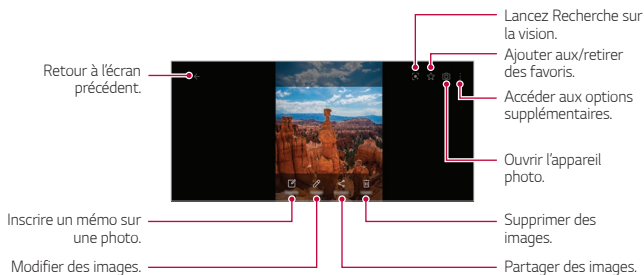 Lancez Recherche sur
la vision.
Ajouter aux/retirer
des favoris.
Retour à l'écran
précédent.
Accéder aux options
supplémentaires.
Ouvrir l'appareil
photo.
Inscrire un mémo sur
une photo.
Supprimer des
images.
Modifier des images.
Partager des images.